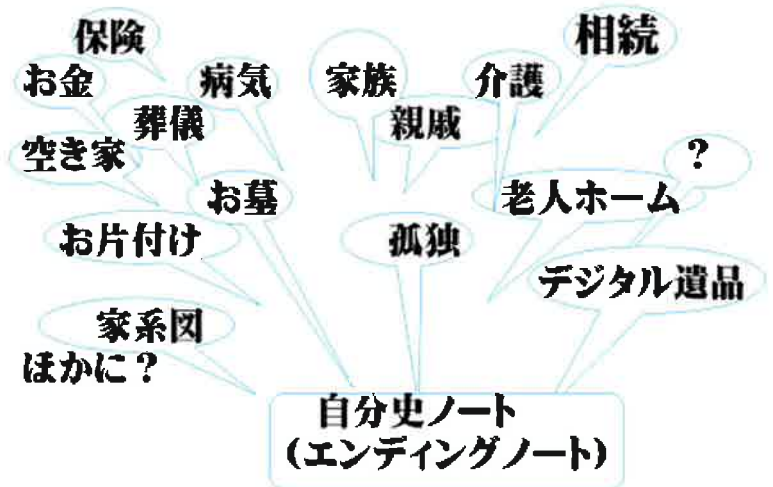 保険
相続
お金
病気
家族
介護
葬儀
親戚
空き家
?
お墓
老人ホーム
お片付け
孤独
デジタル遺品
家系図
ほかに?
自分史ノート
(エンディングノート)